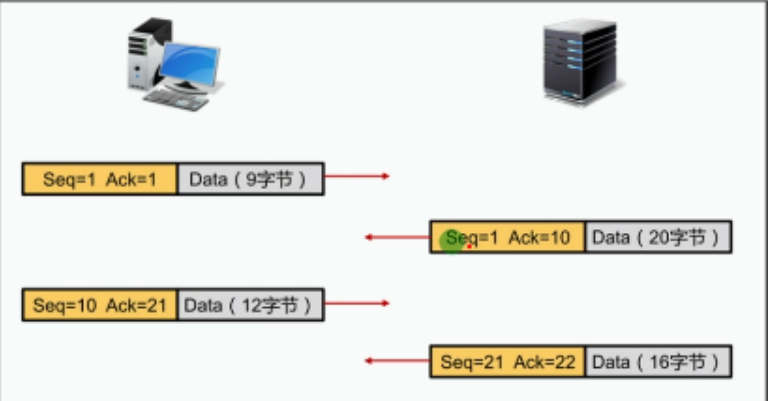 Seq=1 Ack=1 Data（9字节）
Seq=1 Ack=10 Data（20字节）
Seq=10 Ack=21 Data（12字节）
Seq=21 Ack=22 Data（16字节）